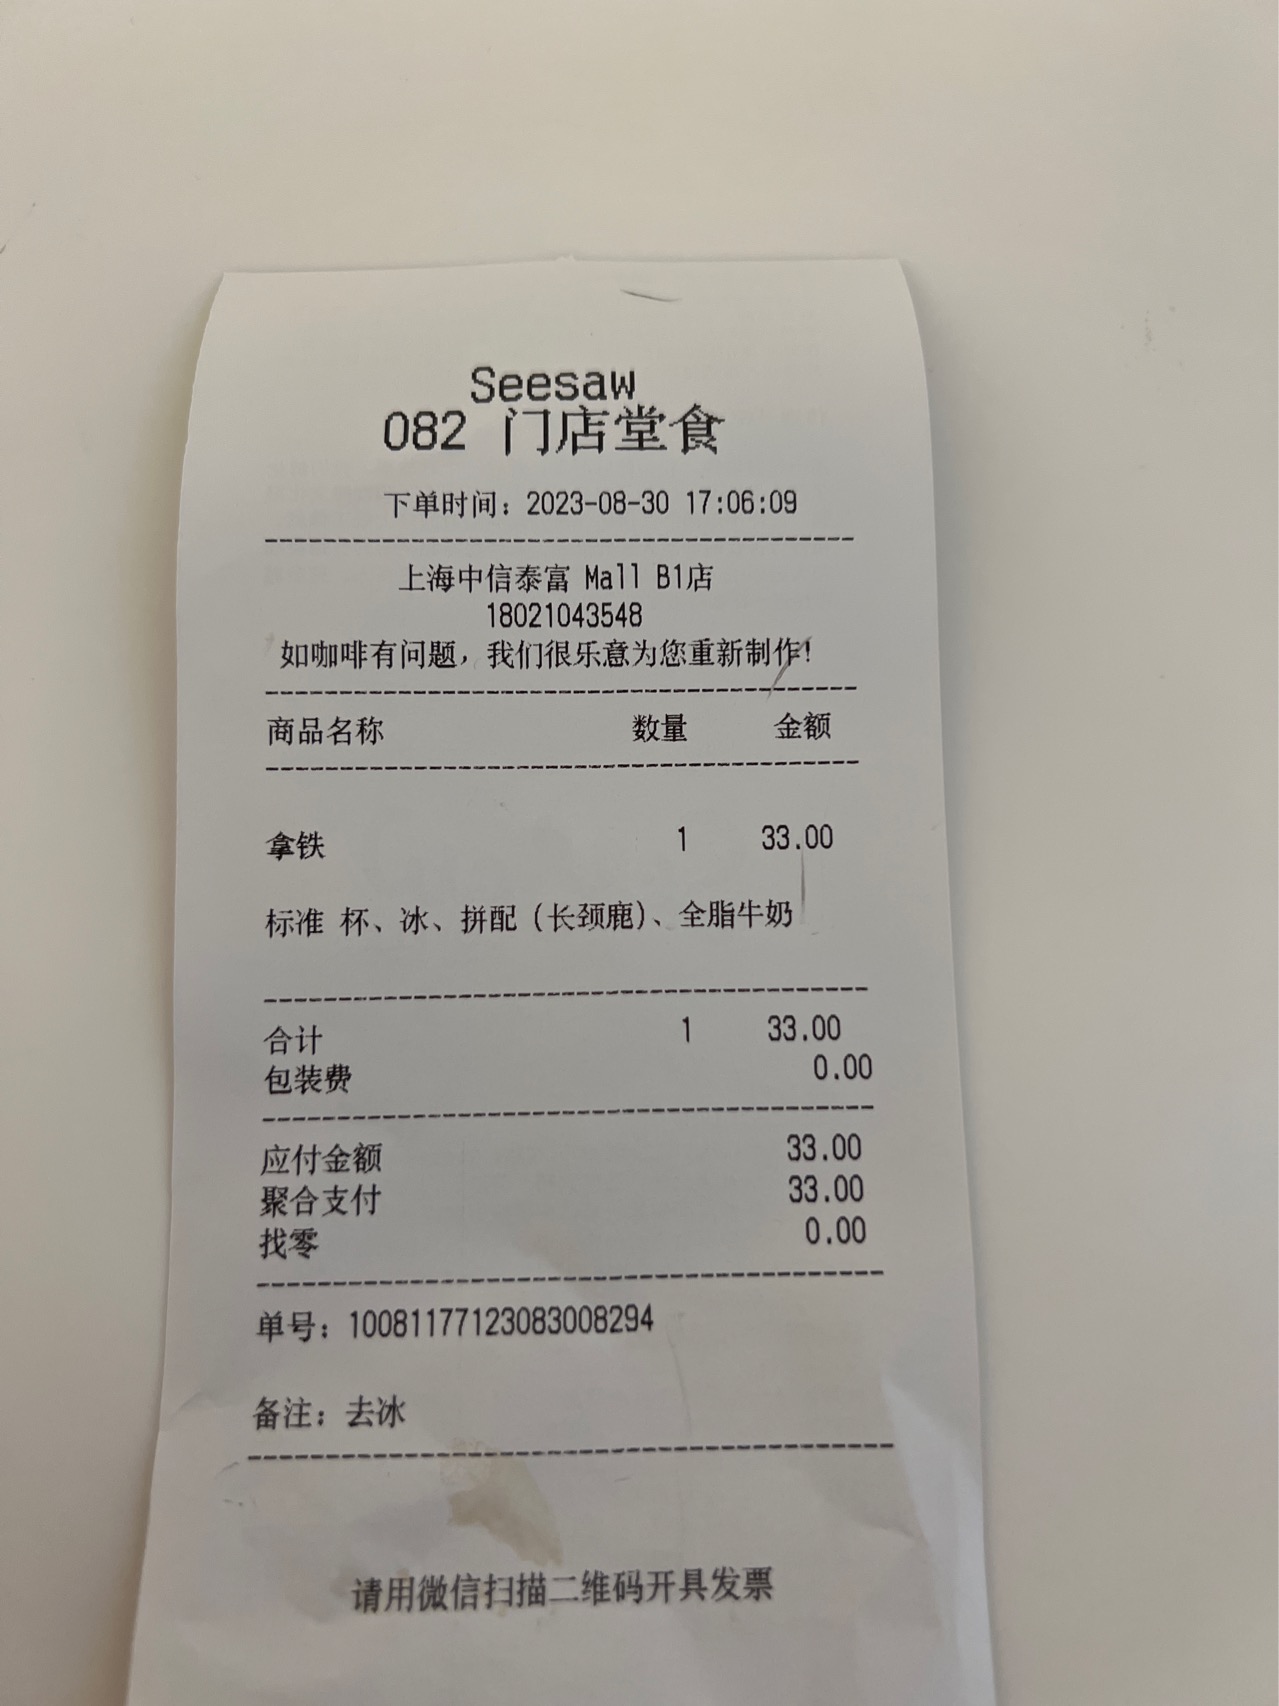 Seesaw
082 门店堂食
下单时间：2023-08-30 17:06:09
上海中信泰富 Mall B1店
18021043548
如咖啡有问题，我们很乐意为您重新制作!
商品名称 数量 金额
拿铁 1 33.00
标准 杯、冰、拼配（长颈鹿）、全脂牛奶
合计 1 33.00
包装费 0.00
应付金额 33.00
聚合支付 33.00
找零 0.00
单号：10081177123083008294
备注：去冰
请用微信扫描二维码开具发票